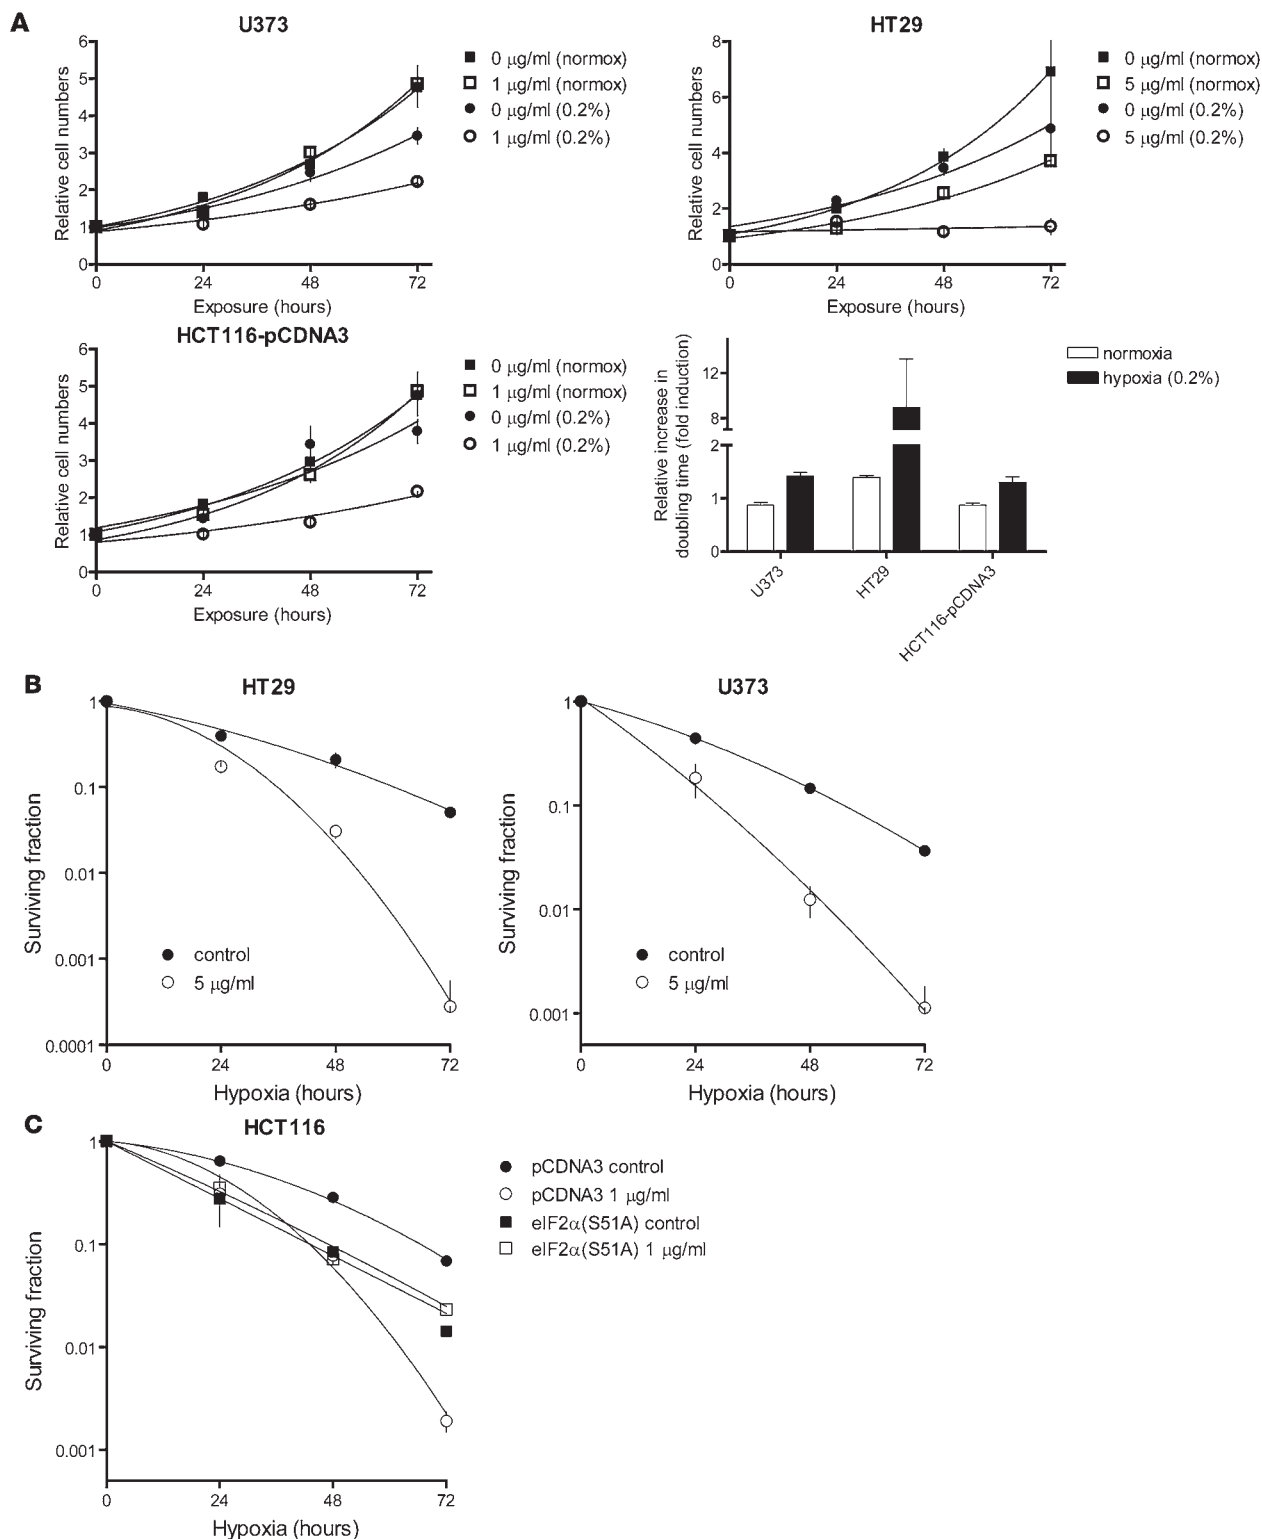 A
U373
Relative cell numbers
6
5
4
3
2
1
0
0 24 48 72
Exposure (hours)
0 µg/ml (normox)
1 µg/ml (normox)
0 µg/ml (0.2%)
1 µg/ml (0.2%)
HT29
Relative cell numbers
8
6
4
2
0
0 24 48 72
Exposure (hours)
0 µg/ml (normox)
5 µg/ml (normox)
0 µg/ml (0.2%)
5 µg/ml (0.2%)
HCT116-pCDNA3
Relative cell numbers
6
5
4
3
2
1
0
0 24 48 72
Exposure (hours)
0 µg/ml (normox)
1 µg/ml (normox)
0 µg/ml (0.2%)
1 µg/ml (0.2%)
Relative increase in
doubling time (fold induction)
12
8
2
1
0
U373
HT29
HCT116-pCDNA3
normoxia
hypoxia (0.2%)
B
HT29
Surviving fraction
1
0.1
0.01
0.001
0.0001
0 24 48 72
Hypoxia (hours)
control
5 µg/ml
U373
Surviving fraction
1
0.1
0.01
0.001
0 24 48 72
Hypoxia (hours)
control
5 µg/ml
C
HCT116
Surviving fraction
1
0.1
0.01
0.001
0 24 48 72
Hypoxia (hours)
pCDNA3 control
pCDNA3 1 µg/ml
eIF2α(S51A) control
eIF2α(S51A) 1 µg/ml